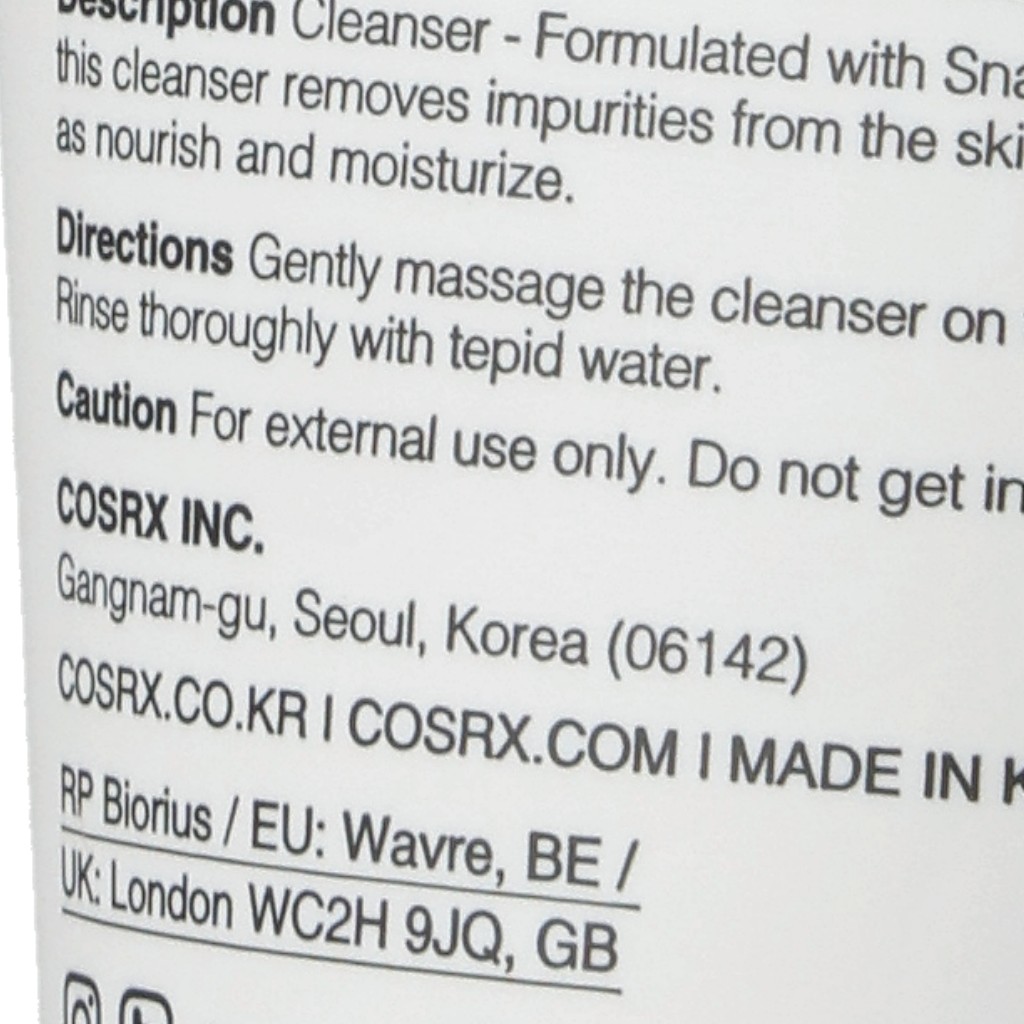 Description Cleanser - Formulated with Sna
this cleanser removes impurities from the ski
as nourish and moisturize.
Directions Gently massage the cleanser on
Rinse thoroughly with tepid water.
Caution For external use only. Do not get in
COSRX INC.
Gangnam-gu, Seoul, Korea (06142)
COSRX.CO.KR I COSRX.COM I MADE IN K
RP Biorius / EU: Wavre, BE /
UK: London WC2H 9JQ, GB